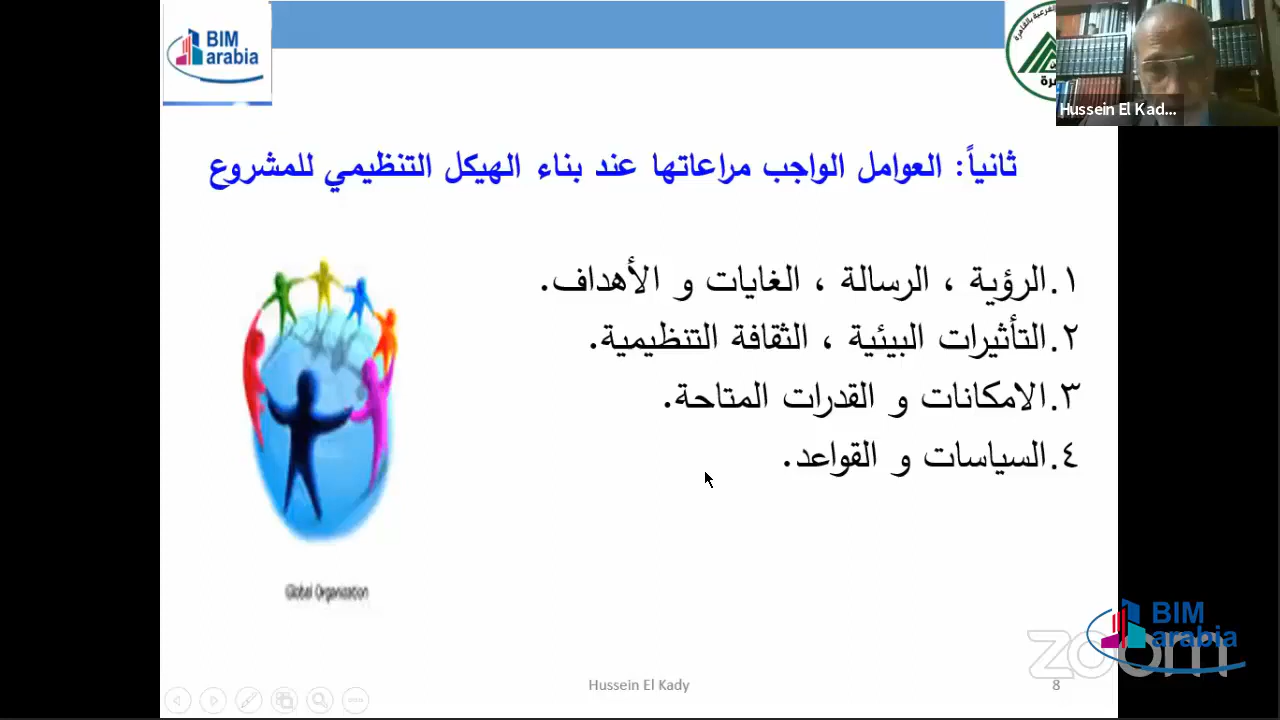 BIM
arabia
Hussein El Kad...
ثانياً: العوامل الواجب مراعاتها عند بناء الهيكل التنظيمي للمشروع
١.الرؤية ، الرسالة ، الغايات و الأهداف.
٢.التأثيرات البيئية ، الثقافة التنظيمية.
٣.الامكانات و القدرات المتاحة.
٤.السياسات و القواعد.
Global Organization
BIM
arabia
zoom
Hussein El Kady
8